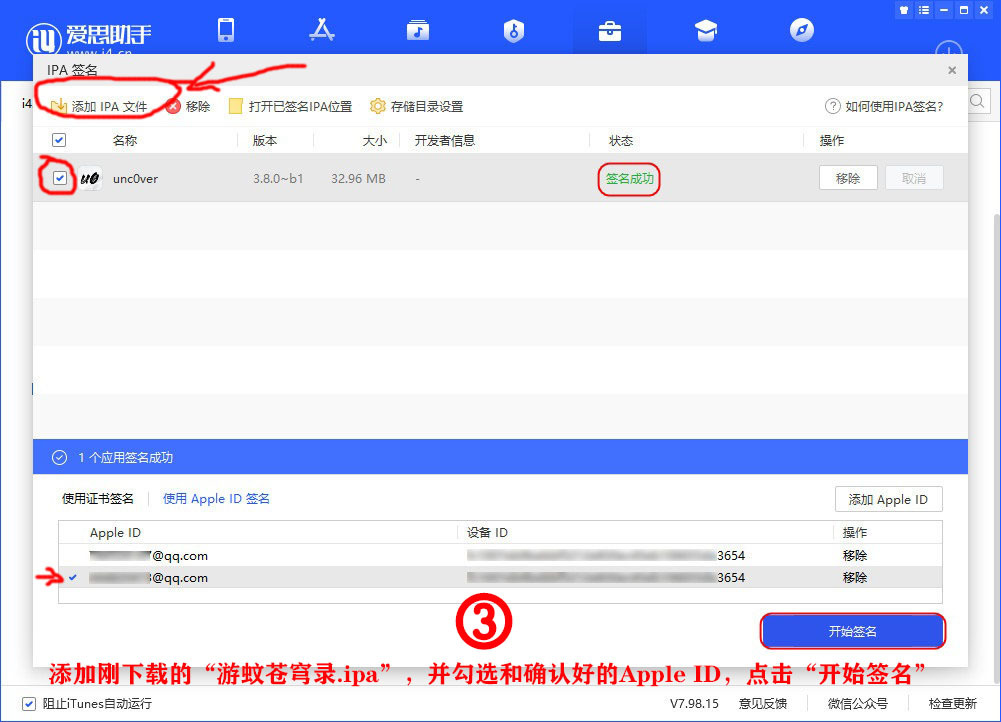 爱思助手
www.i4.cn
IPA 签名
i4
添加 IPA 文件 移除 打开已签名IPA位置 存储目录设置 如何使用IPA签名?
名称 版本 大小 开发者信息 状态 操作
unc0ver 3.8.0~b1 32.96 MB - 签名成功 移除 取消
1 个应用签名成功
使用证书签名 使用 Apple ID 签名 添加 Apple ID
Apple ID 设备 ID 操作
@qq.com 3654 移除
@qq.com 3654 移除
③
开始签名
添加刚下载的“游蚊苍穹录.ipa”，并勾选和确认好的Apple ID，点击“开始签名”
阻止iTunes自动运行 V7.98.15 意见反馈 微信公众号 检查更新